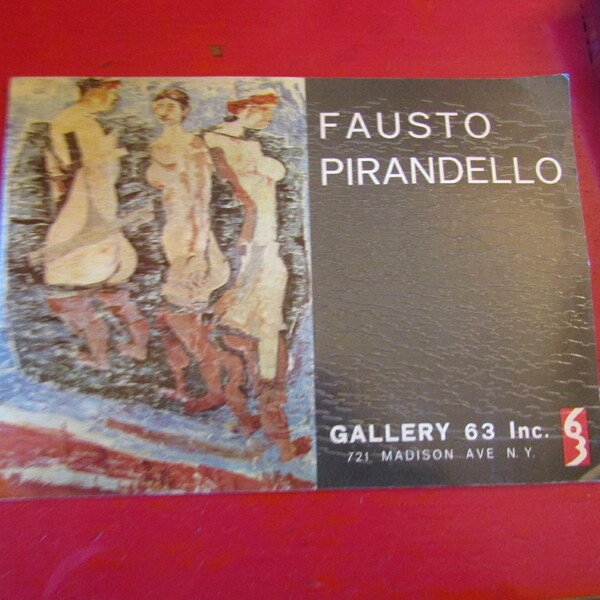 FAUSTO
PIRANDELLO
GALLERY 63 Inc.
721 MADISON AVE N.Y.
63